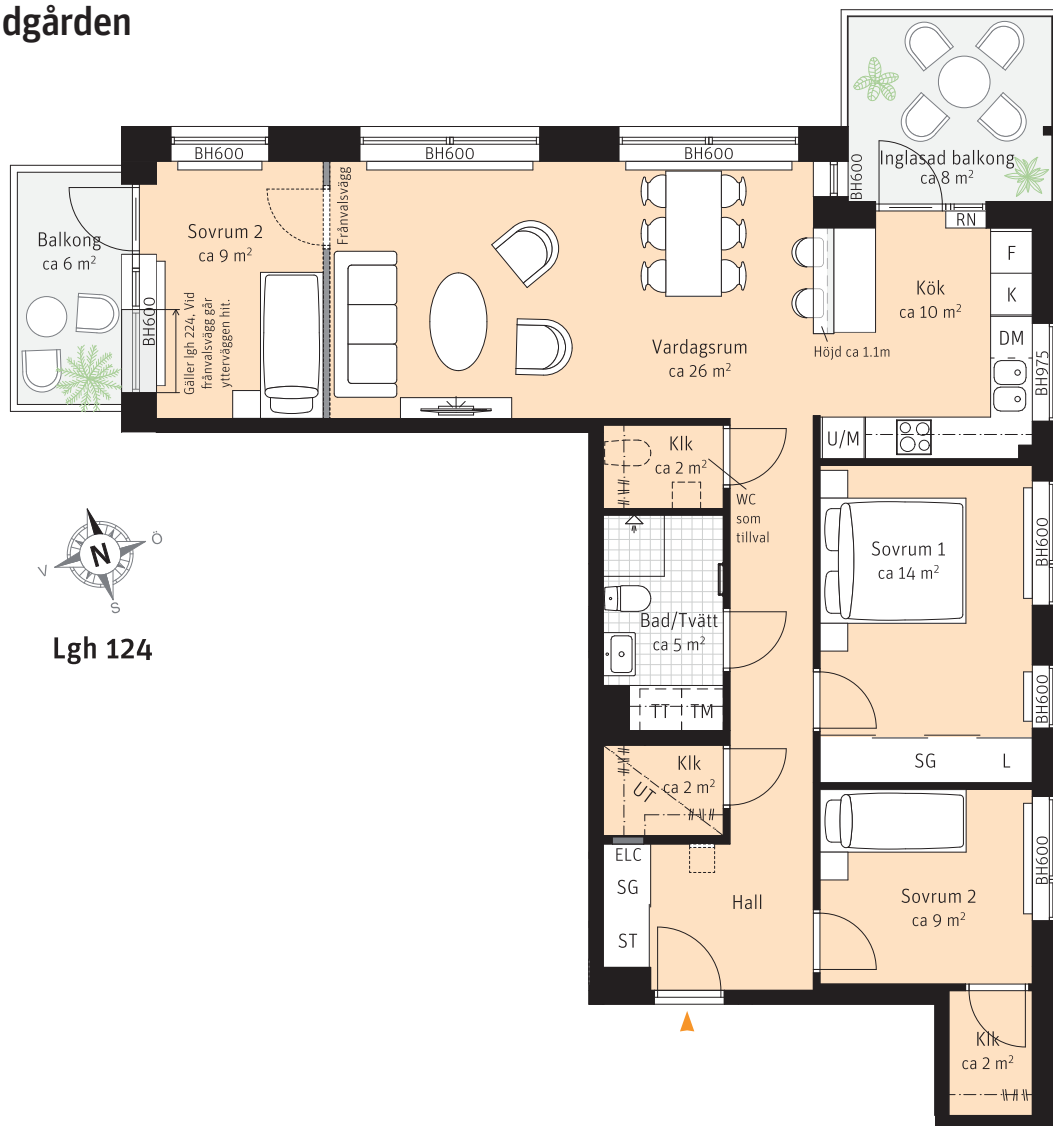 dgården
BH600
BH600
BH600
BH600
Inglasad balkong
ca 8 m²
RN
Balkong
ca 6 m²
Sovrum 2
ca 9 m²
Frånvalsvägg
BH600
Gäller lgh 224. Vid
frånvalsvägg går
ytterväggen hit.
Vardagsrum
ca 26 m²
Höjd ca 1.1m
Kök
ca 10 m²
F
K
DM
BH975
U/M
Klk
ca 2 m²
WC
som
tillval
N
Ö
V
S
Lgh 124
Bad/Tvätt
ca 5 m²
TT
TM
Sovrum 1
ca 14 m²
BH600
BH600
SG
L
Klk
ca 2 m²
UT
ELC
SG
ST
Hall
Sovrum 2
ca 9 m²
BH600
Klk
ca 2 m²